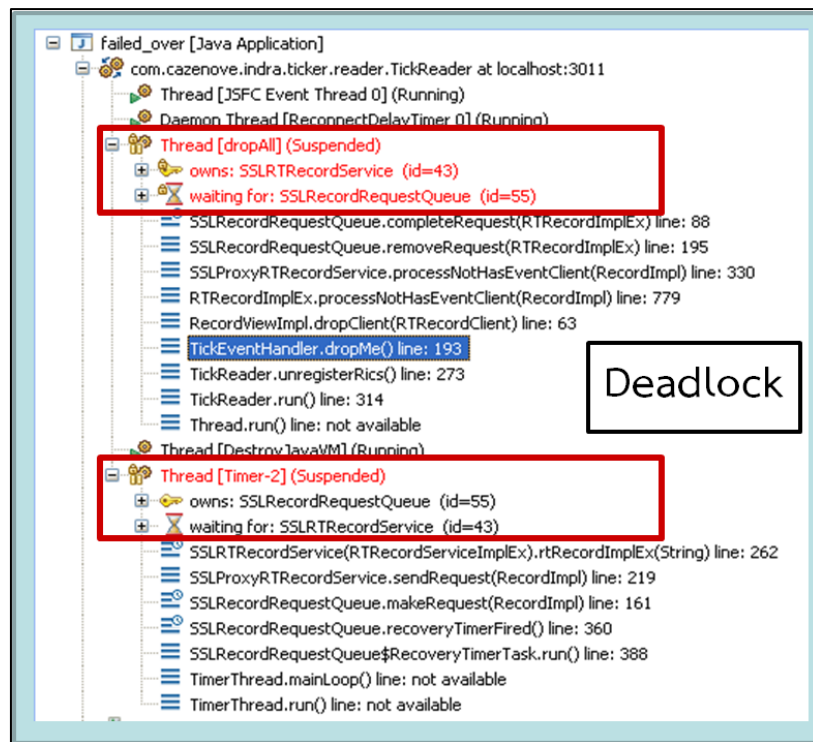 failed_over [Java Application]
com.cazenove.indra.ticker.reader.TickReader at localhost:3011
Thread [JSFC Event Thread 0] (Running)
Daemon Thread [ReconnectDelayTimer 0] (Running)
Thread [dropAll] (Suspended)
owns: SSLRTRecordService (id=43)
waiting for: SSLRecordRequestQueue (id=55)
SSLRecordRequestQueue.completeRequest(RTRecordImplEx) line: 88
SSLRecordRequestQueue.removeRequest(RTRecordImplEx) line: 195
SSLProxyRTRecordService.processNotHasEventClient(RecordImpl) line: 330
RTRecordImplEx.processNotHasEventClient(RecordImpl) line: 779
RecordViewImpl.dropClient(RTRecordClient) line: 63
TickEventHandler.dropMe() line: 193
TickReader.unregisterRics() line: 273
TickReader.run() line: 314
Thread.run() line: not available
Deadlock
Thread [DestroyJavaVM] (Running)
Thread [Timer-2] (Suspended)
owns: SSLRecordRequestQueue (id=55)
waiting for: SSLRTRecordService (id=43)
SSLRTRecordService(RTRecordServiceImplEx).rtRecordImplEx(String) line: 262
SSLProxyRTRecordService.sendRequest(RecordImpl) line: 219
SSLRecordRequestQueue.makeRequest(RecordImpl) line: 161
SSLRecordRequestQueue.recoveryTimerFired() line: 360
SSLRecordRequestQueue$RecoveryTimerTask.run() line: 388
TimerThread.mainLoop() line: not available
TimerThread.run() line: not available